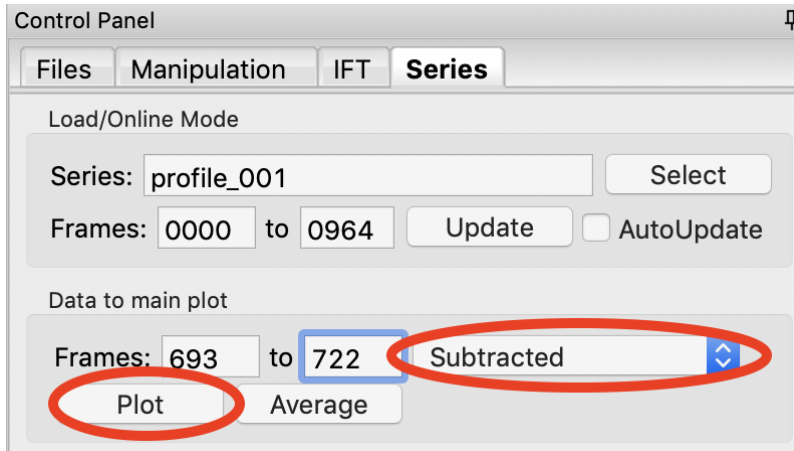 Control Panel
Files Manipulation IFT Series
Load/Online Mode
Series: profile_001 Select
Frames: 0000 to 0964 Update AutoUpdate
Data to main plot
Frames: 693 to 722 Subtracted
Plot Average